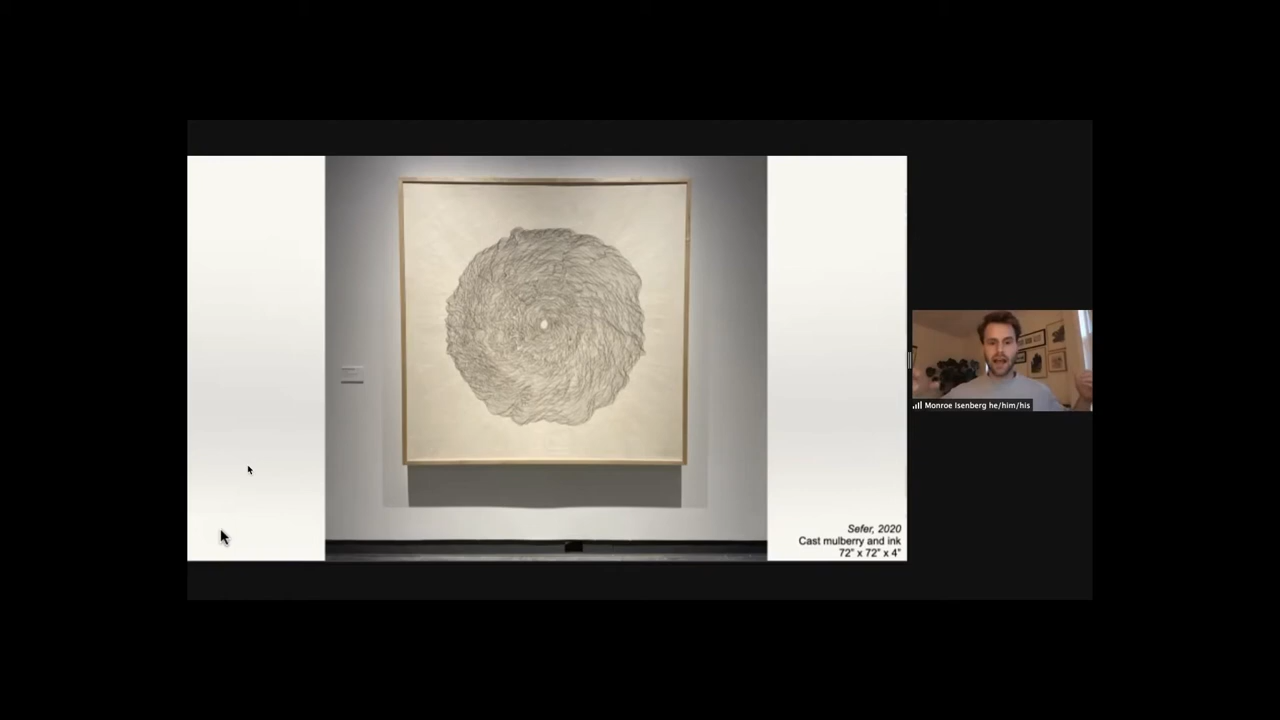 Monroe Isenberg he/him/his
Sefer, 2020
Cast mulberry and ink
72" x 72" x 4"